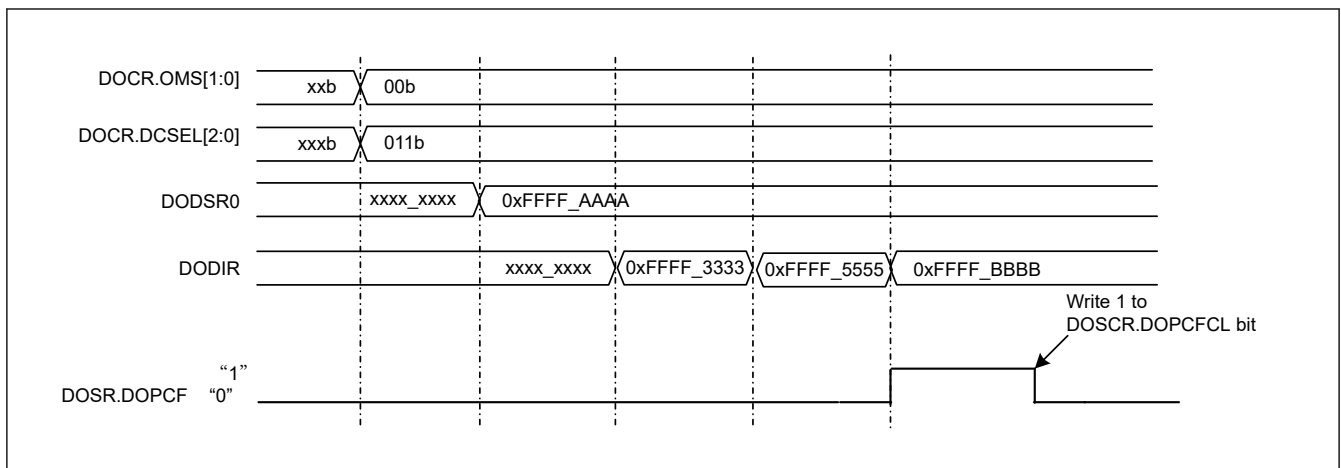 DOCR.OMS[1:0] xxb 00b
DOCR.DCSEL[2:0] xxxb 011b
DODSR0 xxxx_xxxx 0xFFFF_AAAA
DODIR xxxx_xxxx 0xFFFF_3333 0xFFFF_5555 0xFFFF_BBBB
Write 1 to
DOSCR.DOPCFCL bit
“1”
DOSR.DOPCF “0”